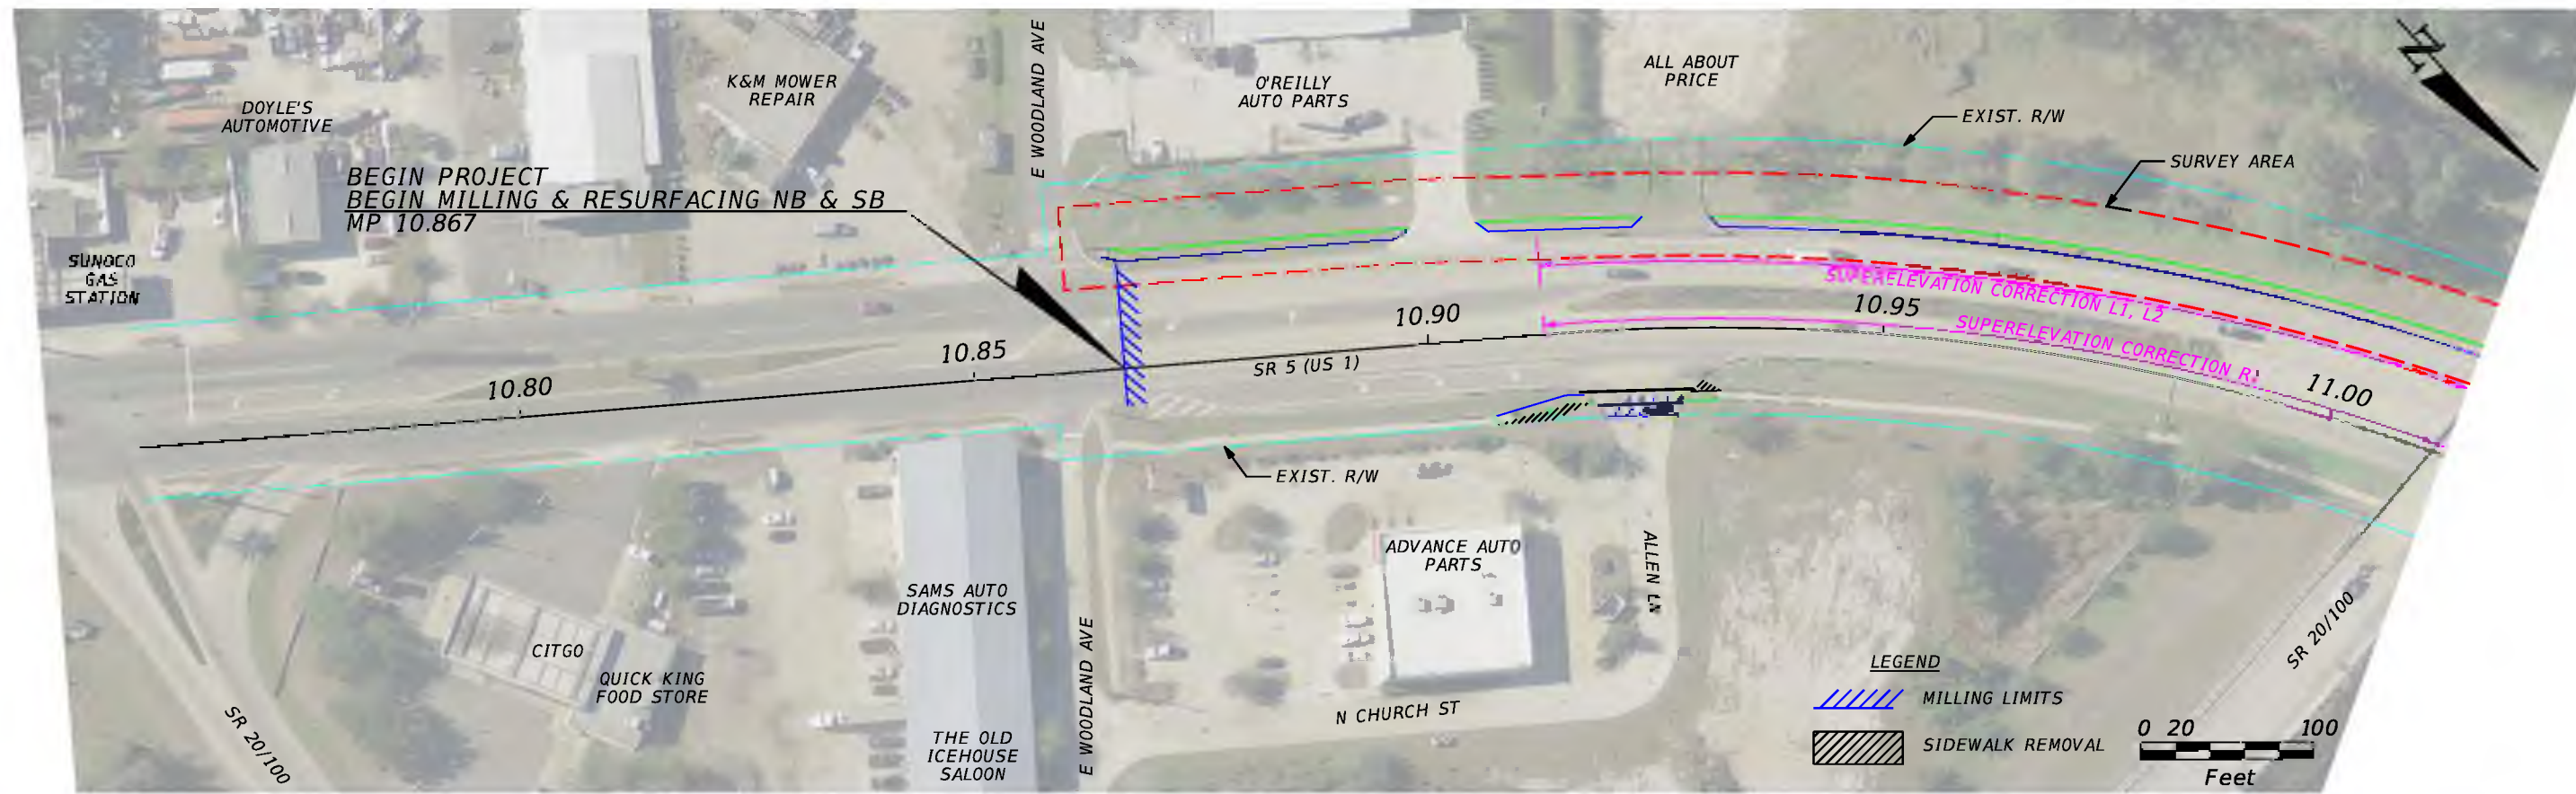 E WOODLAND AVE
N
ALL ABOUT
PRICE
K&M MOWER
REPAIR
O'REILLY
AUTO PARTS
DOYLE'S
AUTOMOTIVE
EXIST. R/W
SURVEY AREA
BEGIN PROJECT
BEGIN MILLING & RESURFACING NB & SB
MP 10.867
SUNOCO
GAS
STATION
SUPERELEVATION CORRECTION L1, L2
10.80
10.85
10.90
10.95
11.00
SUPERELEVATION CORRECTION R1
SR 5 (US 1)
EXIST. R/W
ADVANCE AUTO
PARTS
ALLEN LN
SAMS AUTO
DIAGNOSTICS
CITGO
QUICK KING
FOOD STORE
E WOODLAND AVE
SR 20/100
SR 20/100
N CHURCH ST
THE OLD
ICEHOUSE
SALOON
LEGEND
MILLING LIMITS
SIDEWALK REMOVAL
0 20 100
Feet